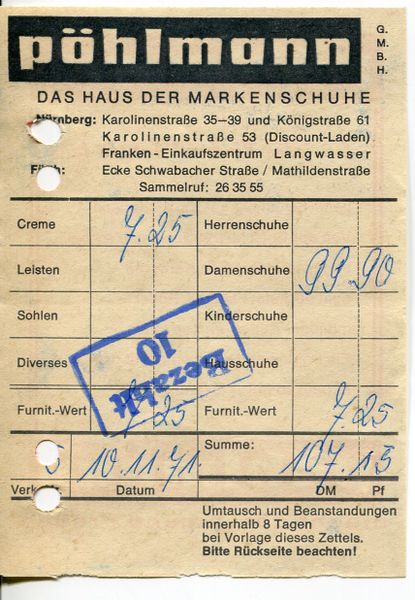 pöhlmann G.M.B.H.
DAS HAUS DER MARKENSCHUHE
Nürnberg: Karolinenstraße 35—39 und Königstraße 61
Karolinenstraße 53 (Discount-Laden)
Franken - Einkaufszentrum Langwasser
Fürth: Ecke Schwabacher Straße / Mathildenstraße
Sammelruf: 26 35 55
Creme 7.25 Herrenschuhe
Leisten Damenschuhe 99.90
Sohlen Kinderschuhe
Diverses Hausschuhe
Bezahlt
10
Furnit.-Wert 7.25 Furnit.-Wert 7.25
5 10.11.71. Summe: 107.15
Datum DM Pf
Umtausch und Beanstandungen
innerhalb 8 Tagen
bei Vorlage dieses Zettels.
Bitte Rückseite beachten!